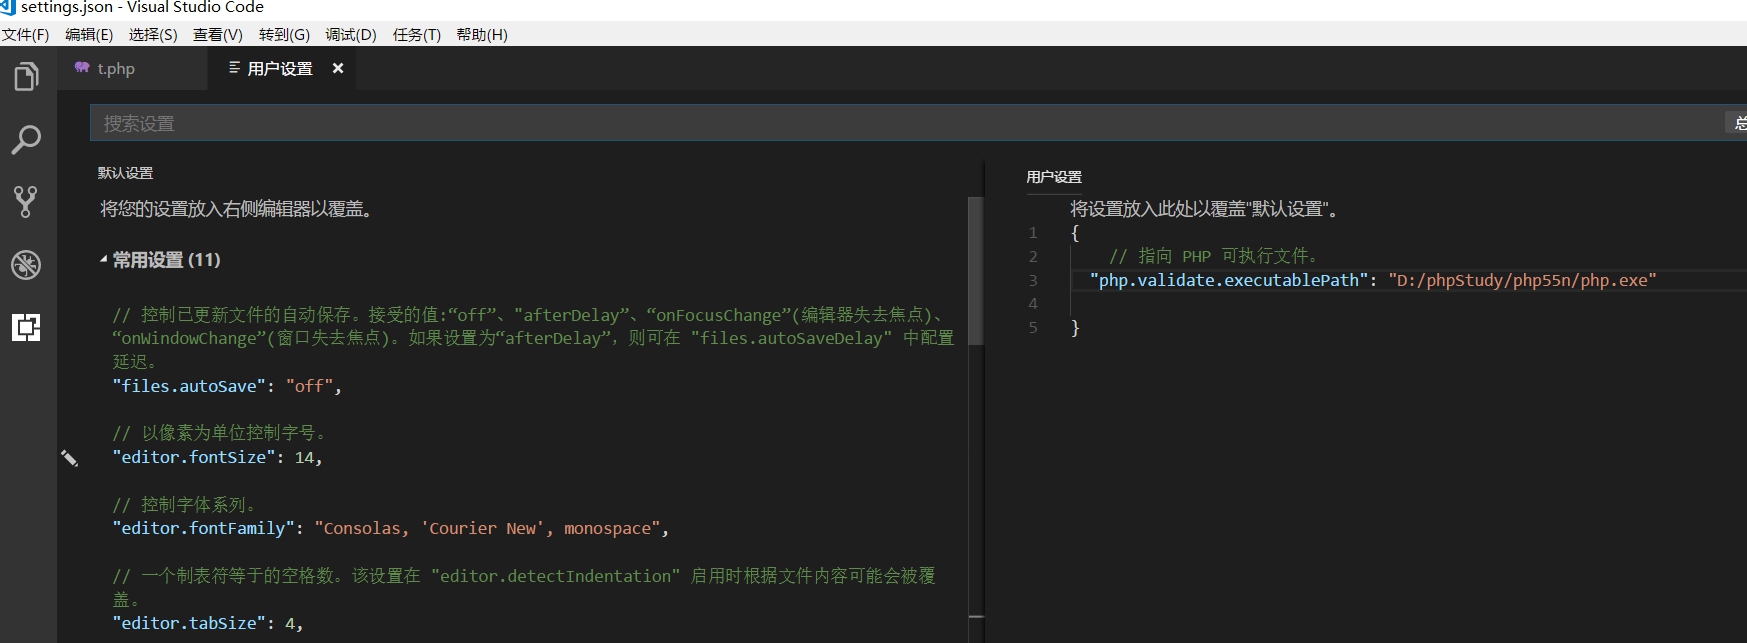 settings.json - Visual Studio Code
文件(F) 编辑(E) 选择(S) 查看(V) 转到(G) 调试(D) 任务(T) 帮助(H)
t.php 用户设置
搜索设置
默认设置
将您的设置放入右侧编辑器以覆盖。
常用设置 (11)
// 控制已更新文件的自动保存。接受的值:“off”、"afterDelay”、“onFocusChange”(编辑器失去焦点)、
“onWindowChange”(窗口失去焦点)。如果设置为“afterDelay”，则可在 "files.autoSaveDelay" 中配置
延迟。
"files.autoSave": "off",
// 以像素为单位控制字号。
"editor.fontSize": 14,
// 控制字体系列。
"editor.fontFamily": "Consolas, 'Courier New', monospace",
// 一个制表符等于的空格数。该设置在 "editor.detectIndentation" 启用时根据文件内容可能会被覆
盖。
"editor.tabSize": 4,
用户设置
将设置放入此处以覆盖"默认设置"。
1 {
2 // 指向 PHP 可执行文件。
3 "php.validate.executablePath": "D:/phpStudy/php55n/php.exe"
4
5 }